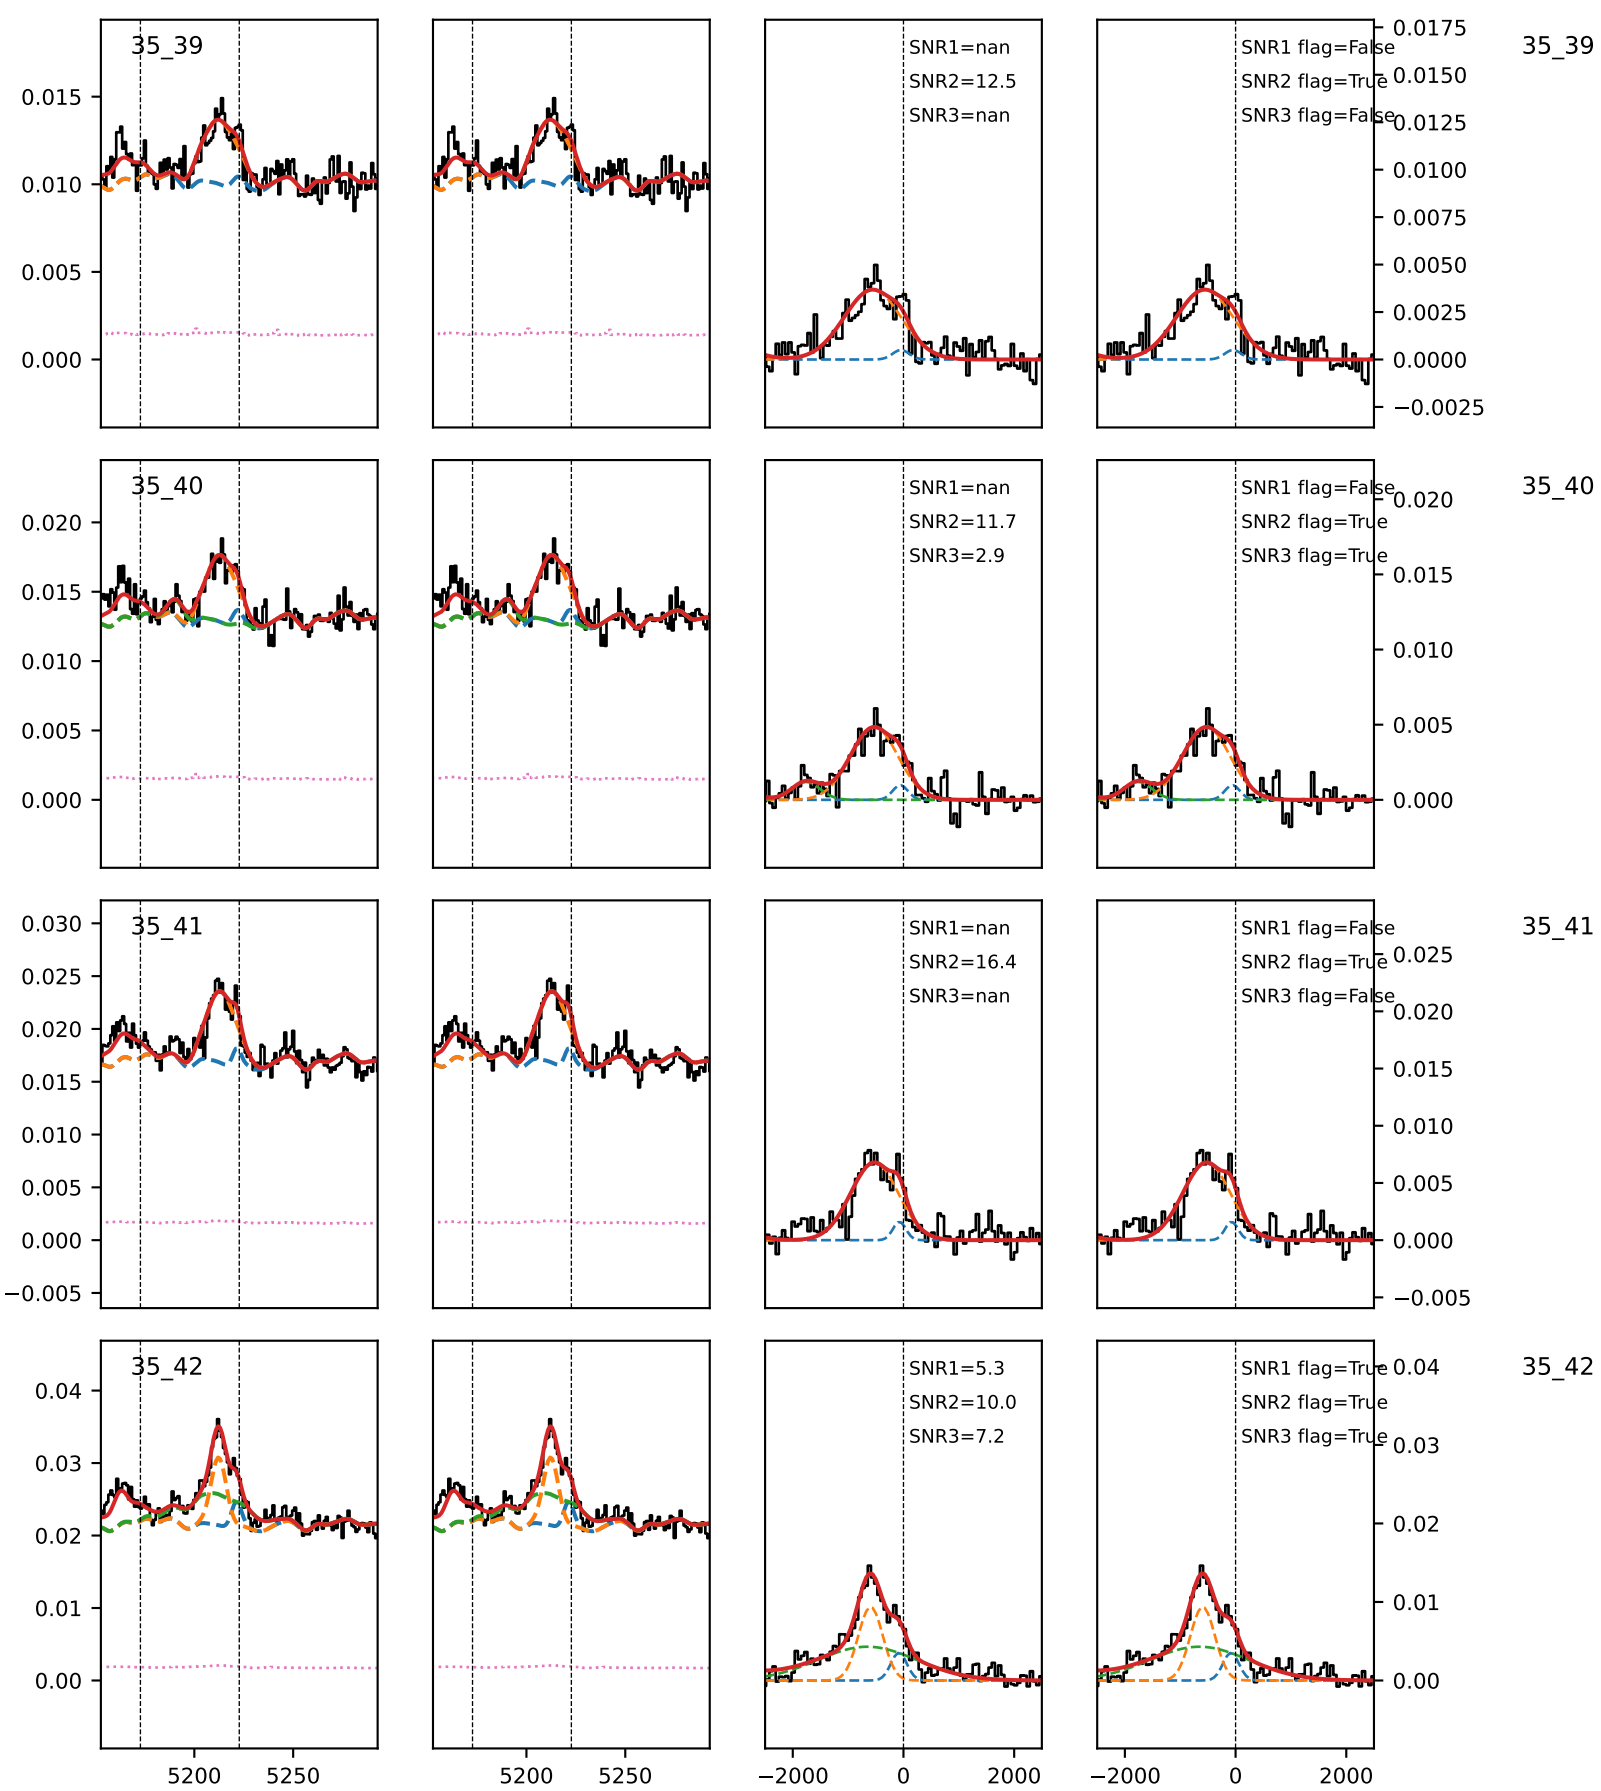 35_39
0.015
0.010
0.005
0.000
SNR1=nan
SNR2=12.5
SNR3=nan
SNR1 flag=False
SNR2 flag=True
SNR3 flag=False
0.0175
0.0150
0.0125
0.0100
0.0075
0.0050
0.0025
0.0000
−0.0025
35_39
35_40
0.020
0.015
0.010
0.005
0.000
SNR1=nan
SNR2=11.7
SNR3=2.9
SNR1 flag=False
SNR2 flag=True
SNR3 flag=True
0.020
0.015
0.010
0.005
0.000
35_40
35_41
0.030
0.025
0.020
0.015
0.010
0.005
0.000
−0.005
SNR1=nan
SNR2=16.4
SNR3=nan
SNR1 flag=False
SNR2 flag=True
SNR3 flag=False
0.025
0.020
0.015
0.010
0.005
0.000
−0.005
35_41
35_42
0.04
0.03
0.02
0.01
0.00
SNR1=5.3
SNR2=10.0
SNR3=7.2
SNR1 flag=True
SNR2 flag=True
SNR3 flag=True
0.04
0.03
0.02
0.01
0.00
35_42
5200 5250
5200 5250
−2000 0 2000
−2000 0 2000